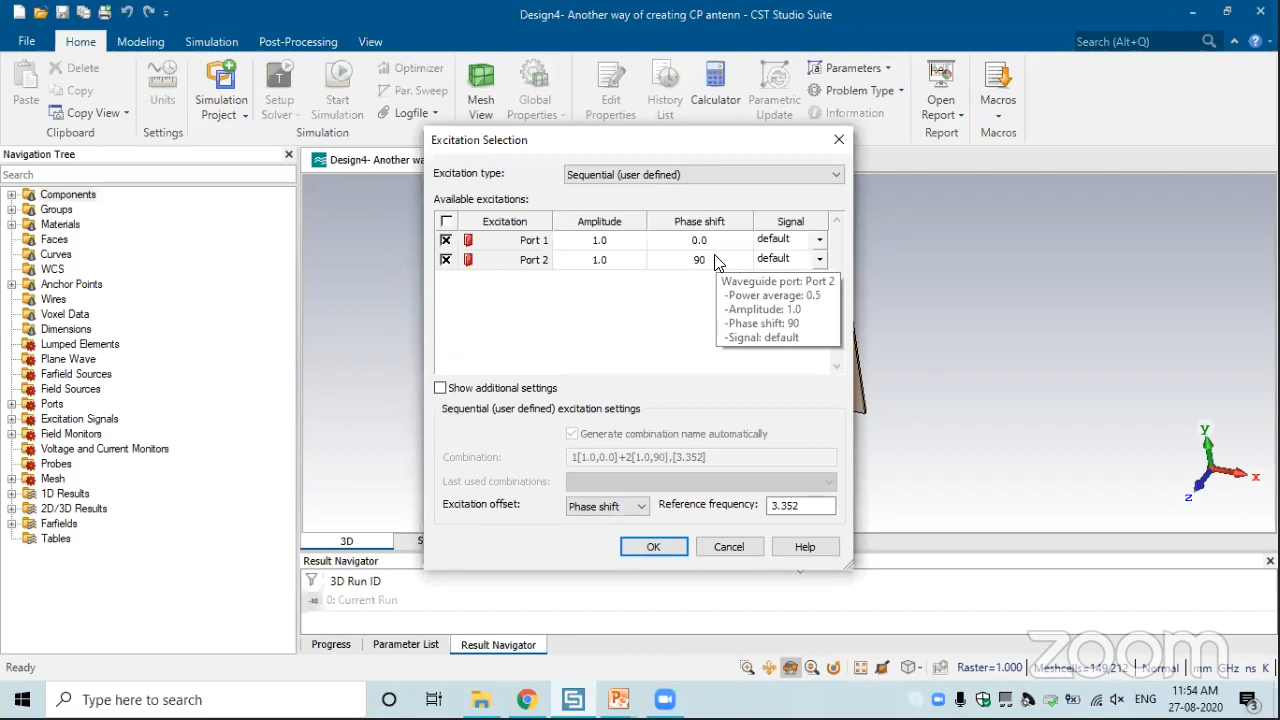 Design4- Another way of creating CP antenn - CST Studio Suite
File Home Modeling Simulation Post-Processing View Search (Alt+Q)
Paste Delete Copy Copy View Clipboard
Units Settings
Simulation Project
Setup Solver Start Simulation Optimizer Par. Sweep Logfile Simulation
Mesh View Global Properties
Edit Properties History List Calculator Parametric Update Parameters Problem Type Information
Open Report Report
Macros Macros
Navigation Tree
Search
Components
Groups
Materials
Faces
Curves
WCS
Anchor Points
Wires
Voxel Data
Dimensions
Lumped Elements
Plane Wave
Farfield Sources
Field Sources
Ports
Excitation Signals
Field Monitors
Voltage and Current Monitors
Probes
Mesh
1D Results
2D/3D Results
Farfields
Tables
Design4- Another wa
Excitation Selection
Excitation type: Sequential (user defined)
Available excitations:
Excitation Amplitude Phase shift Signal
Port 1 1.0 0.0 default
Port 2 1.0 90 default
Waveguide port: Port 2
-Power average: 0.5
-Amplitude: 1.0
-Phase shift: 90
-Signal: default
Show additional settings
Sequential (user defined) excitation settings
Generate combination name automatically
Combination: 1[1.0,0.0]+2[1.0,90],[3.352]
Last used combinations:
Excitation offset: Phase shift Reference frequency: 3.352
OK Cancel Help
y
x
z
3D S
Result Navigator
3D Run ID
0: Current Run
Progress Parameter List Result Navigator
zoom
Ready Raster=1.000 Meshcells=149,212 Normal mm GHz ns K
Type here to search
ENG 11:54 AM
27-08-2020
3